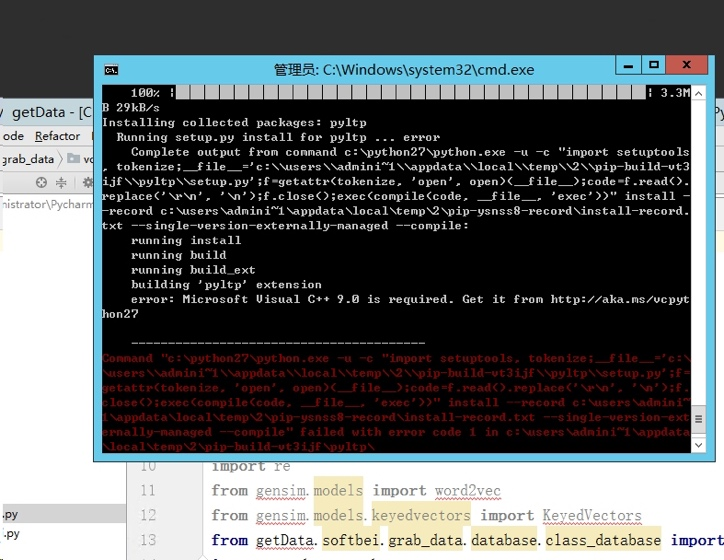 管理员: C:\Windows\system32\cmd.exe
100% 3.3M
B 29kB/s
Installing collected packages: pyltp
Running setup.py install for pyltp ... error
Complete output from command c:\python27\python.exe -u -c "import setuptools
, tokenize;__file__='c:\\users\\admini~1\\appdata\\local\\temp\\2\\pip-build-vt3
ijf\\pyltp\\setup.py';f=getattr(tokenize, 'open', open)(__file__);code=f.read().
replace('\r\n', '\n');f.close();exec(compile(code, __file__, 'exec'))" install -
-record c:\users\admini~1\appdata\local\temp\2\pip-ysnss8-record\install-record.
txt --single-version-externally-managed --compile:
running install
running build
running build_ext
building 'pyltp' extension
error: Microsoft Visual C++ 9.0 is required. Get it from http://aka.ms/vcpyt
hon27
----------------------------------------
Command "c:\python27\python.exe -u -c "import setuptools, tokenize;__file__='c:\
\users\\admini~1\\appdata\\local\\temp\\2\\pip-build-vt3ijf\\pyltp\\setup.py';f=
getattr(tokenize, 'open', open)(__file__);code=f.read().replace('\r\n', '\n');f.
close();exec(compile(code, __file__, 'exec'))" install --record c:\users\admini~
1\appdata\local\temp\2\pip-ysnss8-record\install-record.txt --single-version-ext
ernally-managed --compile" failed with error code 1 in c:\users\admini~1\appdata
\local\temp\2\pip-build-vt3ijf\pyltp\
getData - [C
ode Refactor
grab_data
nistrator\Pycharm
10 import re
11 from gensim.models import word2vec
12 from gensim.models.keyedvectors import KeyedVectors
13 from getData.softbei.grab_data.database.class_database import
.py
.py